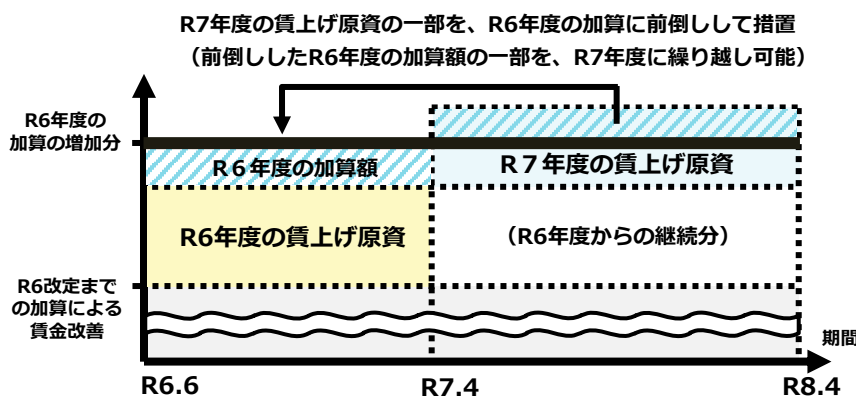 R7年度の賃上げ原資の一部を、R6年度の加算に前倒しして措置
（前倒ししたR6年度の加算額の一部を、R7年度に繰り越し可能）
R6年度の
加算の増加分
R６年度の加算額
R７年度の賃上げ原資
R6年度の賃上げ原資
（R6年度からの継続分）
R6改定まで
の加算による
賃金改善
期間
R6.6
R7.4
R8.4